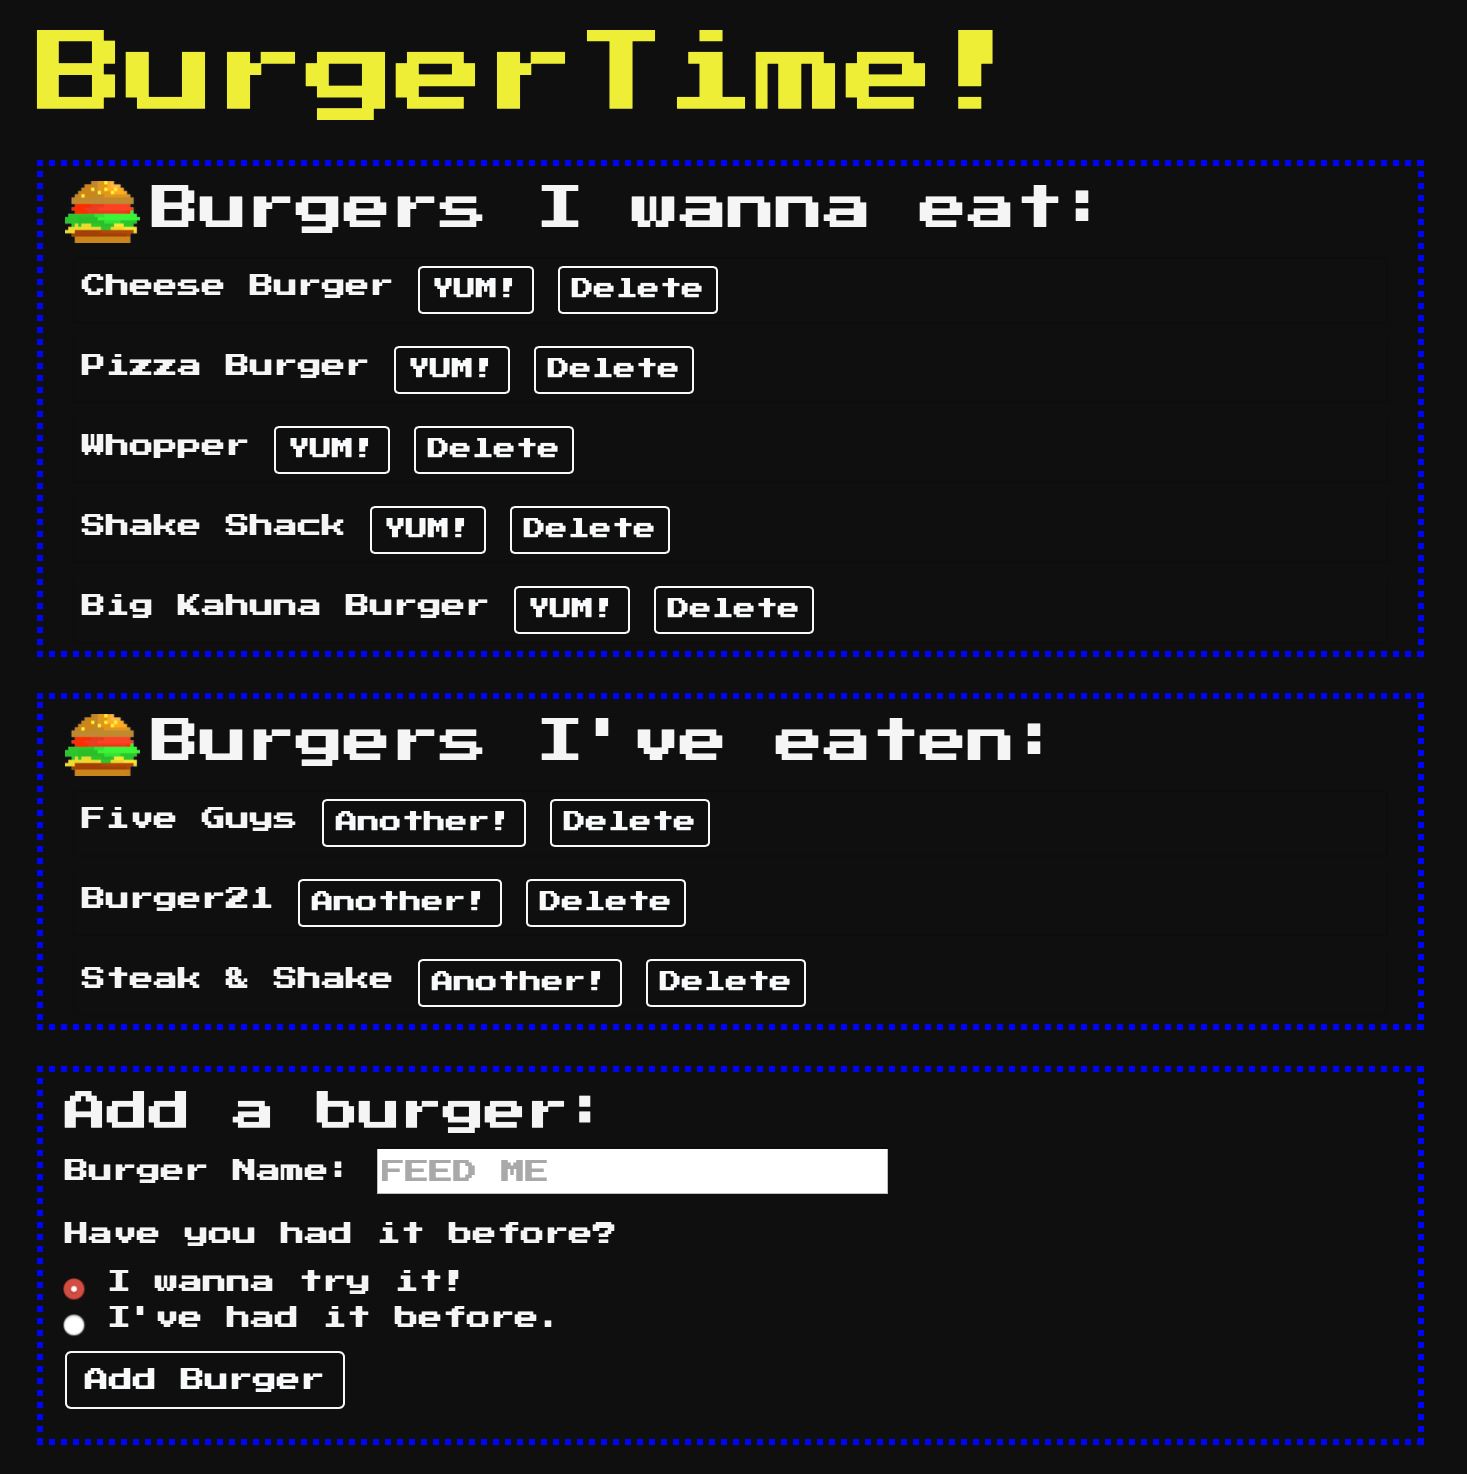 BurgerTime!
Burgers I wanna eat:
Cheese Burger YUM! Delete
Pizza Burger YUM! Delete
Whopper YUM! Delete
Shake Shack YUM! Delete
Big Kahuna Burger YUM! Delete
Burgers I've eaten:
Five Guys Another! Delete
Burger21 Another! Delete
Steak & Shake Another! Delete
Add a burger:
Burger Name: FEED ME
Have you had it before?
I wanna try it!
I've had it before.
Add Burger